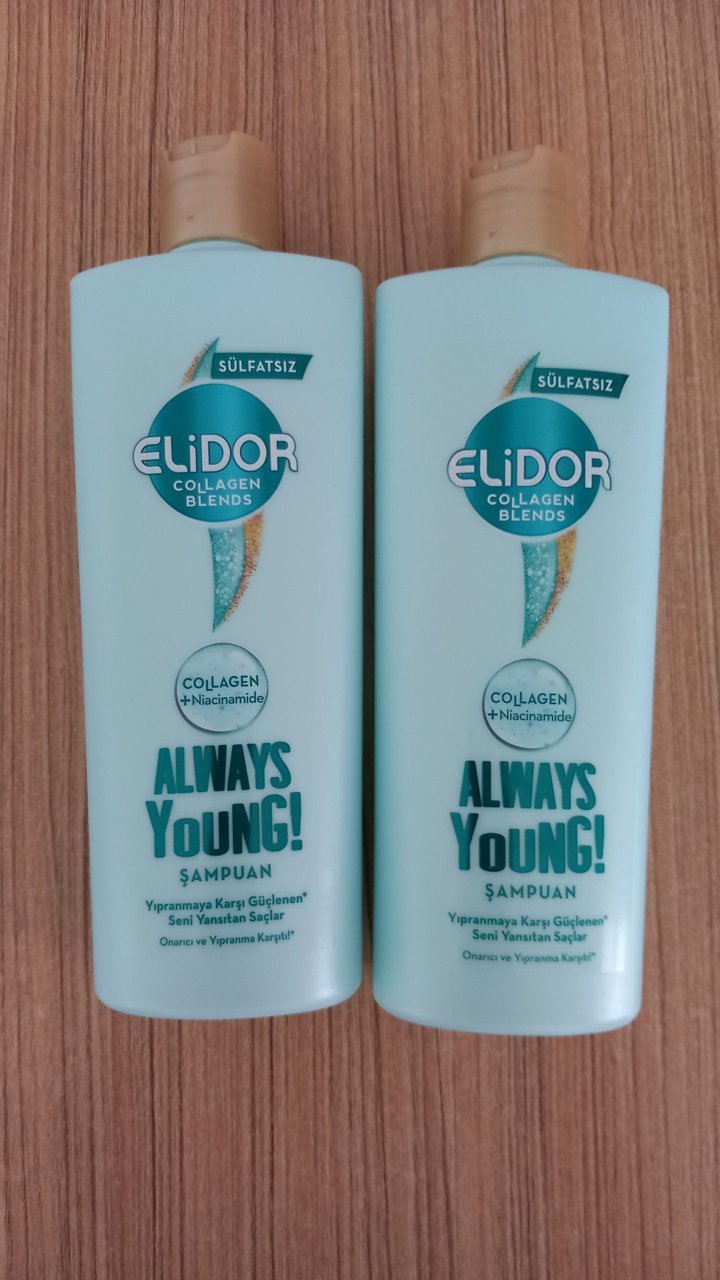 SÜLFATSIZ
ELiDOR
COLLAGEN
BLENDS
COLLAGEN
+Niacinamide
ALWAYS
YoUNG!
ŞAMPUAN
Yıpranmaya Karşı Güçlenen*
Seni Yansıtan Saçlar
Onarıcı ve Yıpranma Karşıtı!*
SÜLFATSIZ
ELiDOR
COLLAGEN
BLENDS
COLLAGEN
+Niacinamide
ALWAYS
YoUNG!
ŞAMPUAN
Yıpranmaya Karşı Güçlenen*
Seni Yansıtan Saçlar
Onarıcı ve Yıpranma Karşıtı!*